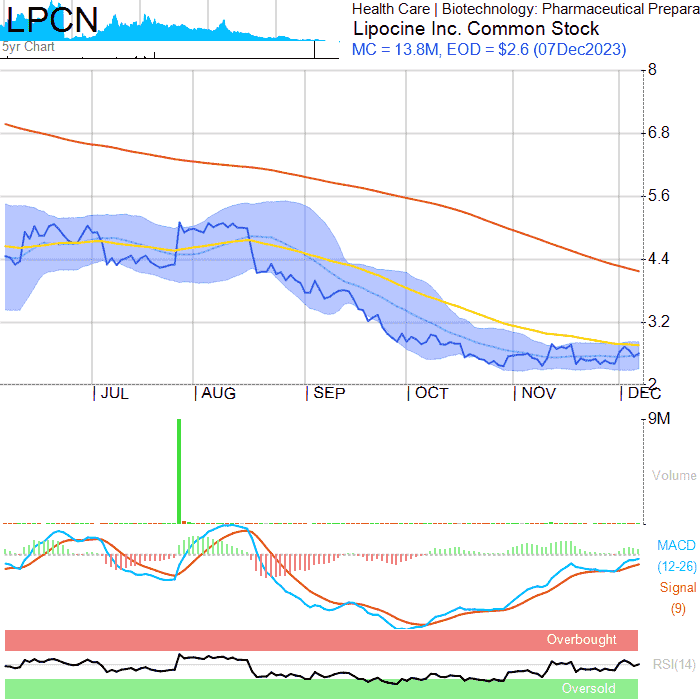 LPCN
5yr Chart
Health Care | Biotechnology: Pharmaceutical Prepara
Lipocine Inc. Common Stock
MC = 13.8M, EOD = $2.6 (07Dec2023)
8
6.8
5.6
4.4
3.2
2
JUL AUG SEP OCT NOV DEC
9M
Volume
MACD
(12-26)
Signal
(9)
Overbought
RSI(14)
Oversold